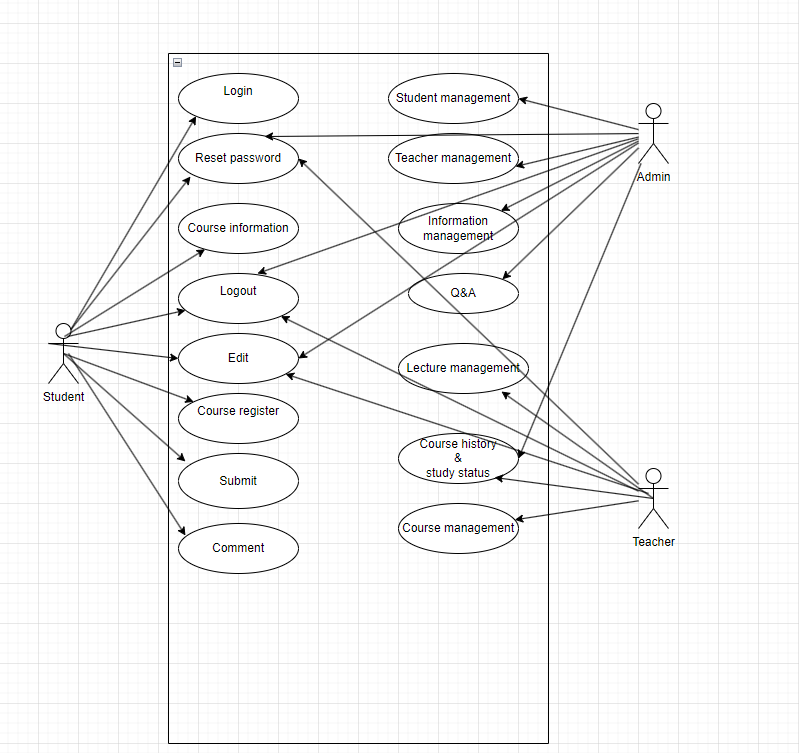 Login
Reset password
Course information
Logout
Edit
Course register
Submit
Comment
Student management
Teacher management
Information
management
Q&A
Lecture management
Course history
&
study status
Course management
Student
Admin
Teacher